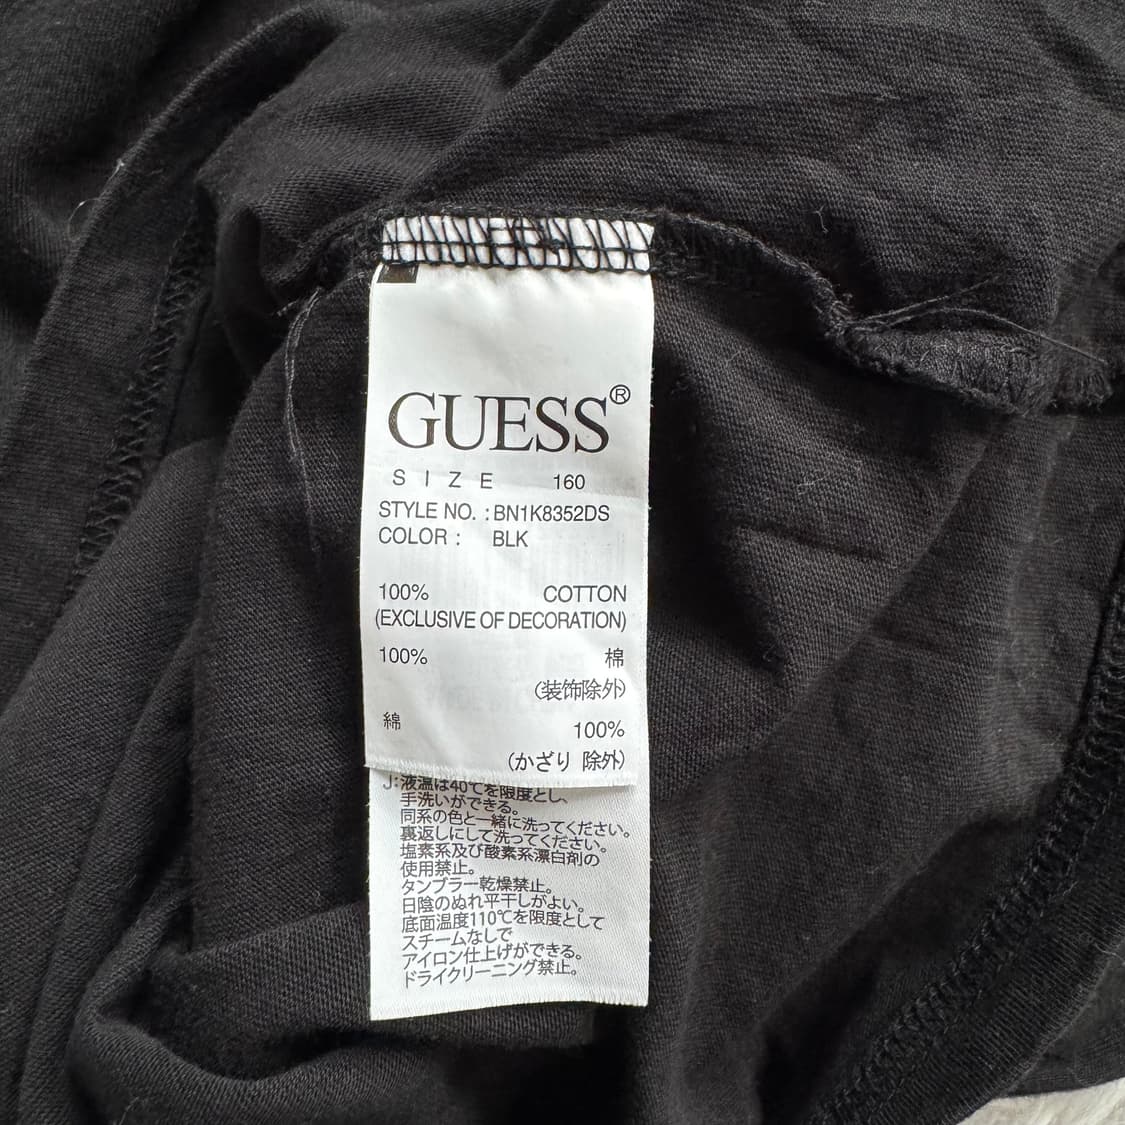 GUESS®
SIZE 160
STYLE NO. : BN1K8352DS
COLOR : BLK
100% COTTON
(EXCLUSIVE OF DECORATION)
100% 棉
(装饰除外)
綿 100%
(かざり 除外)
J:液温は40℃を限度とし、
手洗いができる。
同系の色と一緒に洗ってください。
裏返しにして洗ってください。
塩素系及び酸素系漂白剤の
使用禁止。
タンブラー乾燥禁止。
日陰のぬれ平干しがよい。
底面温度110℃を限度として
スチームなしで
アイロン仕上げができる。
ドライクリーニング禁止。